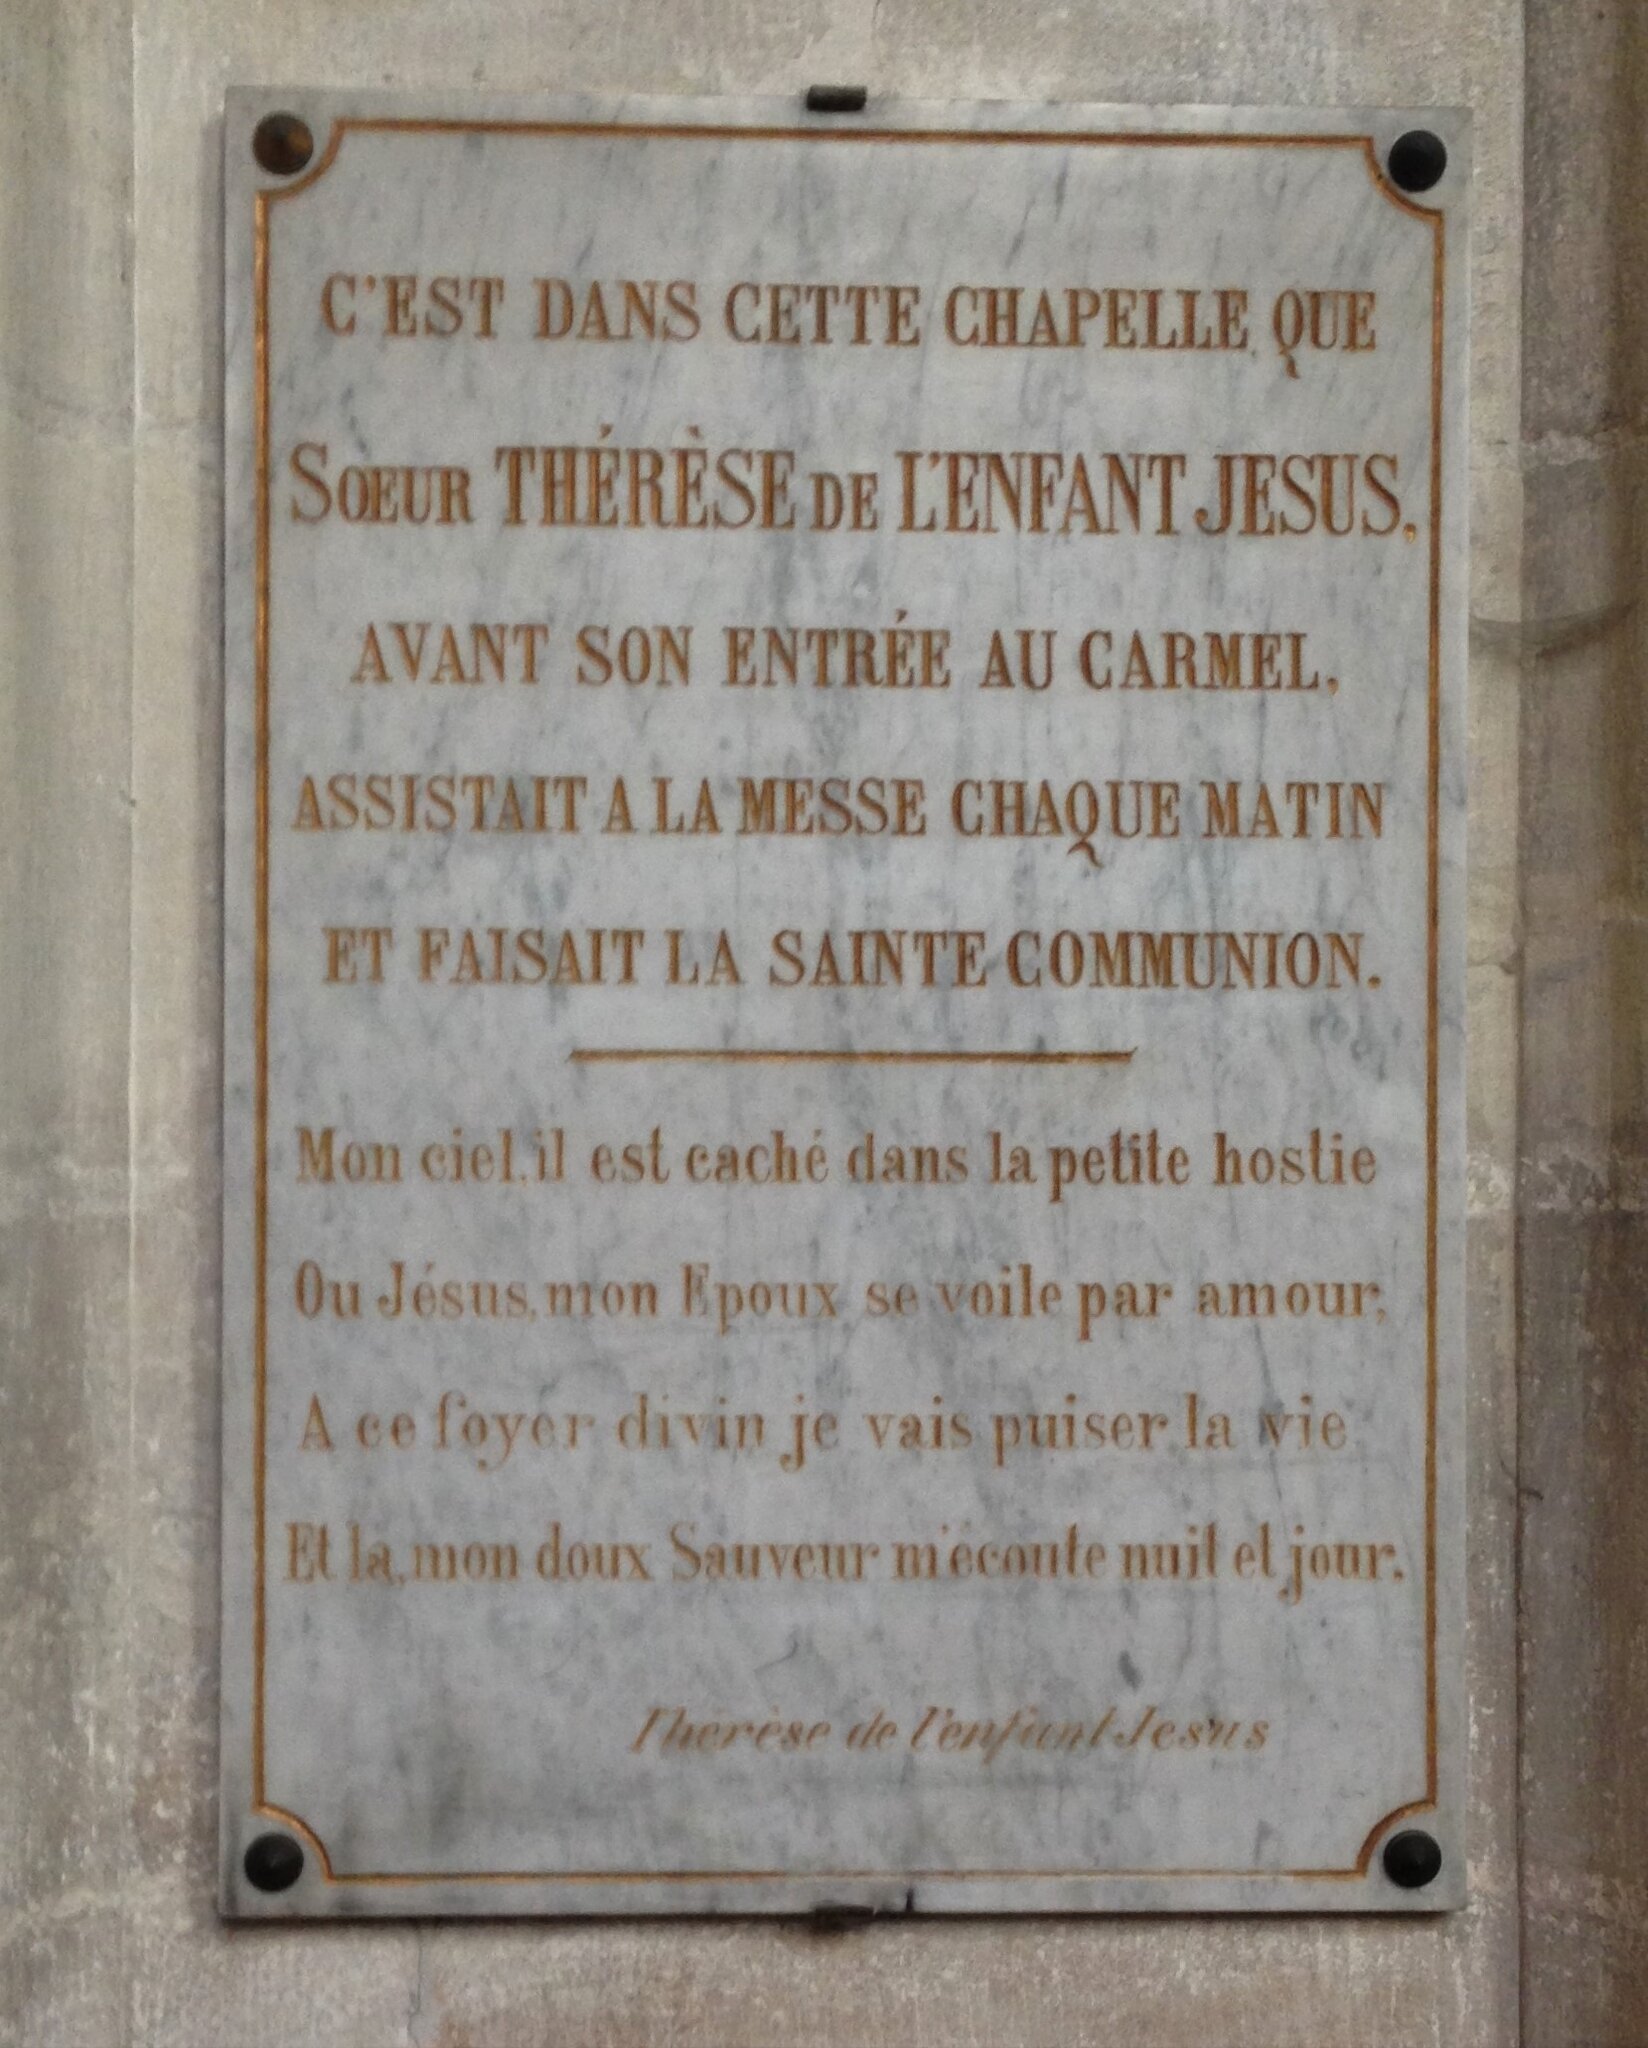 C'EST DANS CETTE CHAPELLE QUE
SŒUR THÉRÈSE DE L'ENFANT JESUS,
AVANT SON ENTRÉE AU CARMEL,
ASSISTAIT A LA MESSE CHAQUE MATIN
ET FAISAIT LA SAINTE COMMUNION.
Mon ciel, il est caché dans la petite hostie
Ou Jésus, mon Epoux se voile par amour,
A ce foyer divin je vais puiser la vie
Et la, mon doux Sauveur m'écoute nuit et jour.
Thérèse de l'enfant Jesus